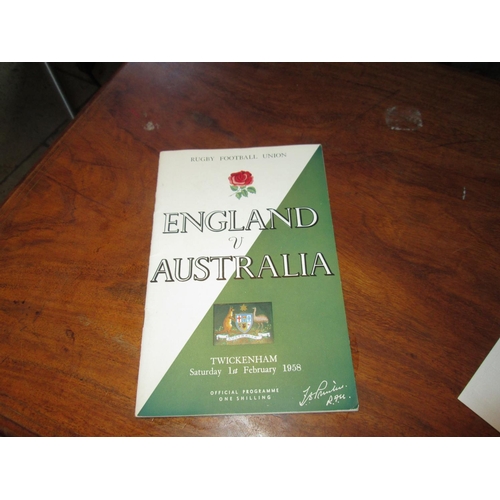 RUGBY FOOTBALL UNION
ENGLAND
v
AUSTRALIA
TWICKENHAM
Saturday 1st February 1958
OFFICIAL PROGRAMME
ONE SHILLING